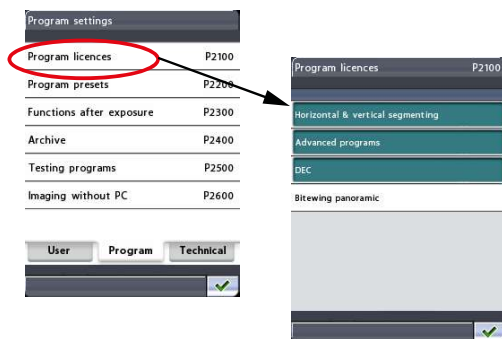 Program settings
Program licences P2100
Program presets P2200
Functions after exposure P2300
Archive P2400
Testing programs P2500
Imaging without PC P2600
User Program Technical
Program licences P2100
Horizontal & vertical segmenting
Advanced programs
DEC
Bitewing panoramic